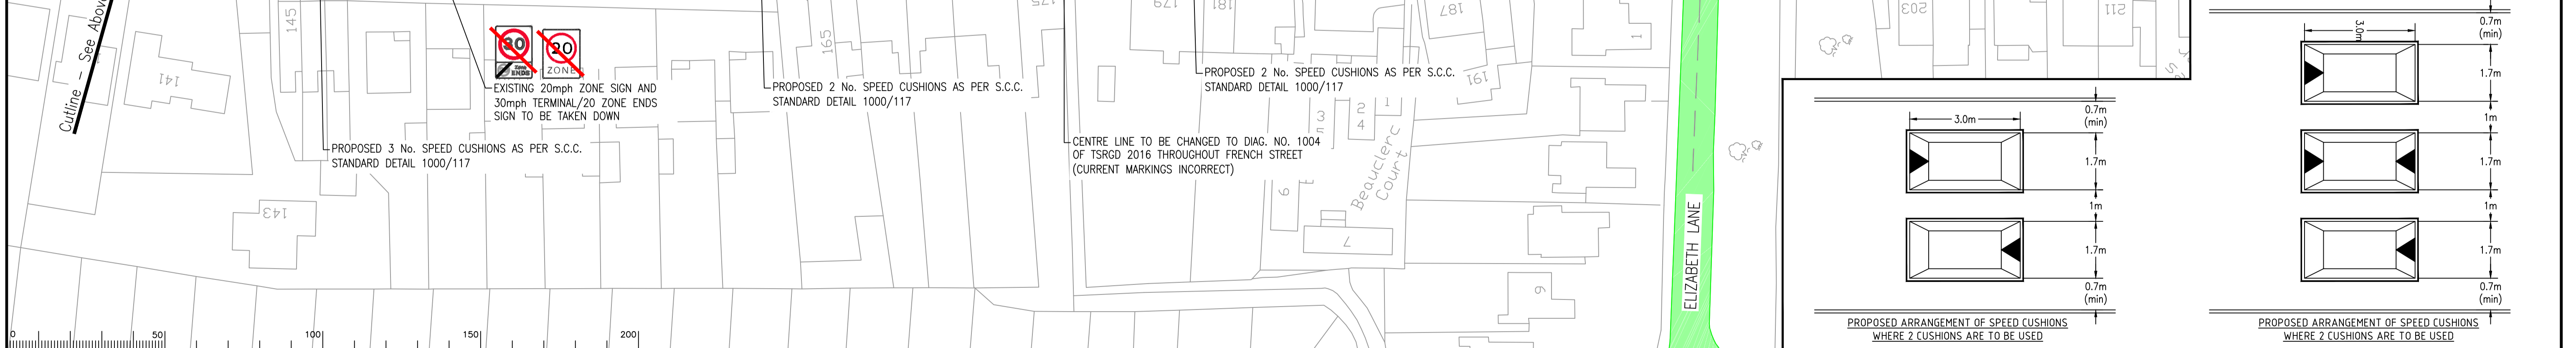 Cutline - See Above
141
145
143
30
Zone
ENDS
20
ZONE
EXISTING 20mph ZONE SIGN AND
30mph TERMINAL/20 ZONE ENDS
SIGN TO BE TAKEN DOWN
PROPOSED 3 No. SPEED CUSHIONS AS PER S.C.C.
STANDARD DETAIL 1000/117
165
PROPOSED 2 No. SPEED CUSHIONS AS PER S.C.C.
STANDARD DETAIL 1000/117
175
179
181
187
191
PROPOSED 2 No. SPEED CUSHIONS AS PER S.C.C.
STANDARD DETAIL 1000/117
CENTRE LINE TO BE CHANGED TO DIAG. NO. 1004
OF TSRGD 2016 THROUGHOUT FRENCH STREET
(CURRENT MARKINGS INCORRECT)
1
2
3
4
Beauclerc
Court
7
1
ELIZABETH LANE
203
211
0
50
100
150
200
3.0m
0.7m
(min)
1.7m
1m
1.7m
0.7m
(min)
PROPOSED ARRANGEMENT OF SPEED CUSHIONS
WHERE 2 CUSHIONS ARE TO BE USED
3.0m
0.7m
(min)
1.7m
1m
1.7m
1m
1.7m
0.7m
(min)
PROPOSED ARRANGEMENT OF SPEED CUSHIONS
WHERE 2 CUSHIONS ARE TO BE USED